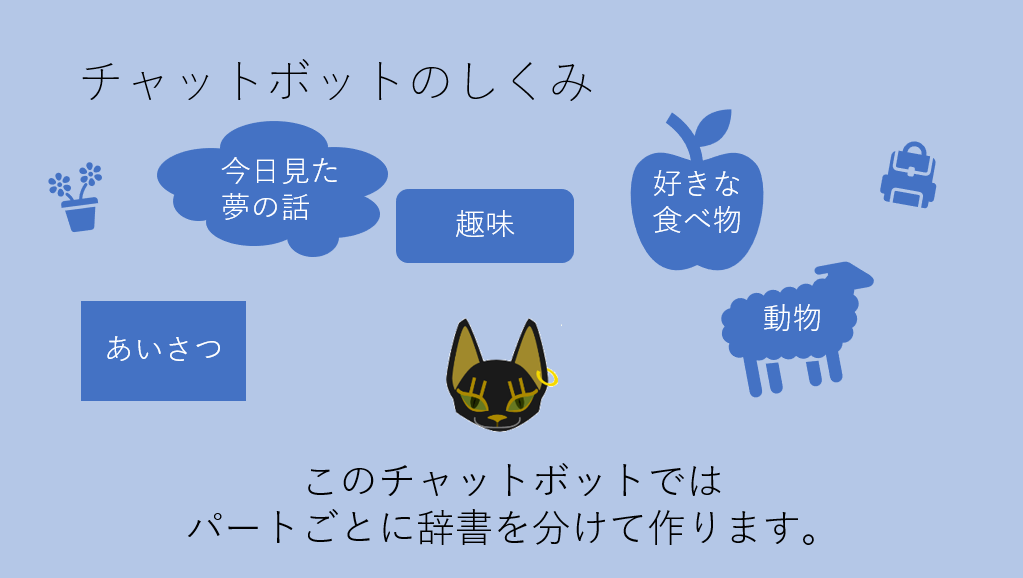 チャットボットのしくみ
今日見た
夢の話
趣味
好きな
食べ物
あいさつ
動物
このチャットボットでは
パートごとに辞書を分けて作ります。